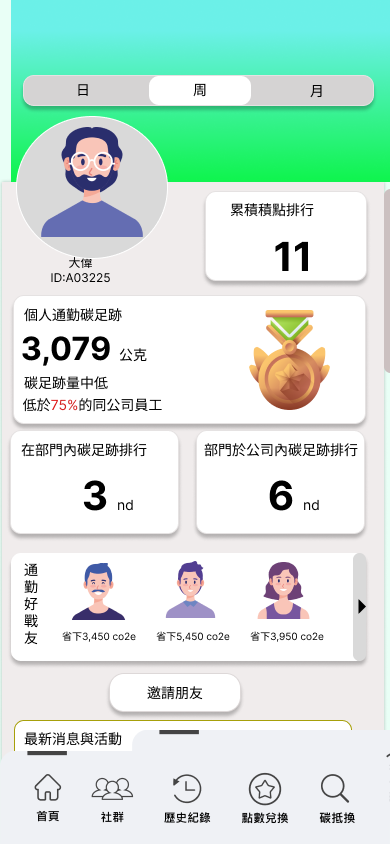 日 周 月
大偉
ID:A03225
累積積點排行
11
個人通勤碳足跡
3,079 公克
碳足跡量中低
低於75%的同公司員工
在部門內碳足跡排行
3 nd
部門於公司內碳足跡排行
6 nd
通勤好戰友
省下3,450 co2e 省下5,450 co2e 省下3,950 co2e
邀請朋友
最新消息與活動
首頁 社群 歷史紀錄 點數兌換 碳抵換